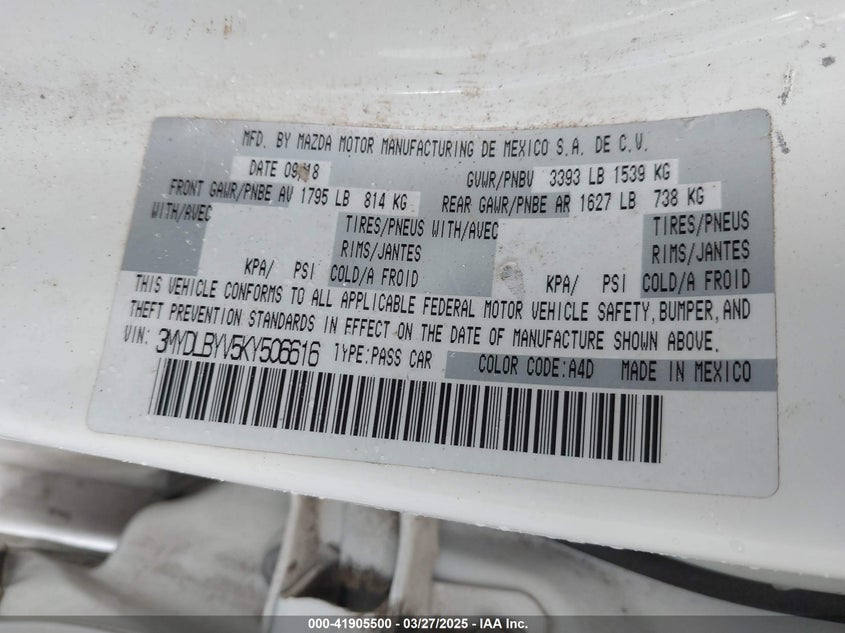 MFD. BY MAZDA MOTOR MANUFACTURING DE MEXICO S.A. DE C.V.
DATE 09/18 GVWR/PNBV 3393 LB 1539 KG
FRONT GAWR/PNBE AV 1795 LB 814 KG REAR GAWR/PNBE AR 1627 LB 738 KG
WITH/AVEC TIRES/PNEUS WITH/AVEC TIRES/PNEUS
RIMS/JANTES RIMS/JANTES
KPA/ PSI COLD/A FROID KPA/ PSI COLD/A FROID
THIS VEHICLE CONFORMS TO ALL APPLICABLE FEDERAL MOTOR VEHICLE SAFETY, BUMPER, AND
THEFT PREVENTION STANDARDS IN EFFECT ON THE DATE OF MANUFACTURE SHOWN ABOVE.
VIN: 3MYDLBYV5KY506616 TYPE:PASS CAR COLOR CODE:A4D MADE IN MEXICO
000-41905500 — 03/27/2025 — IAA Inc.